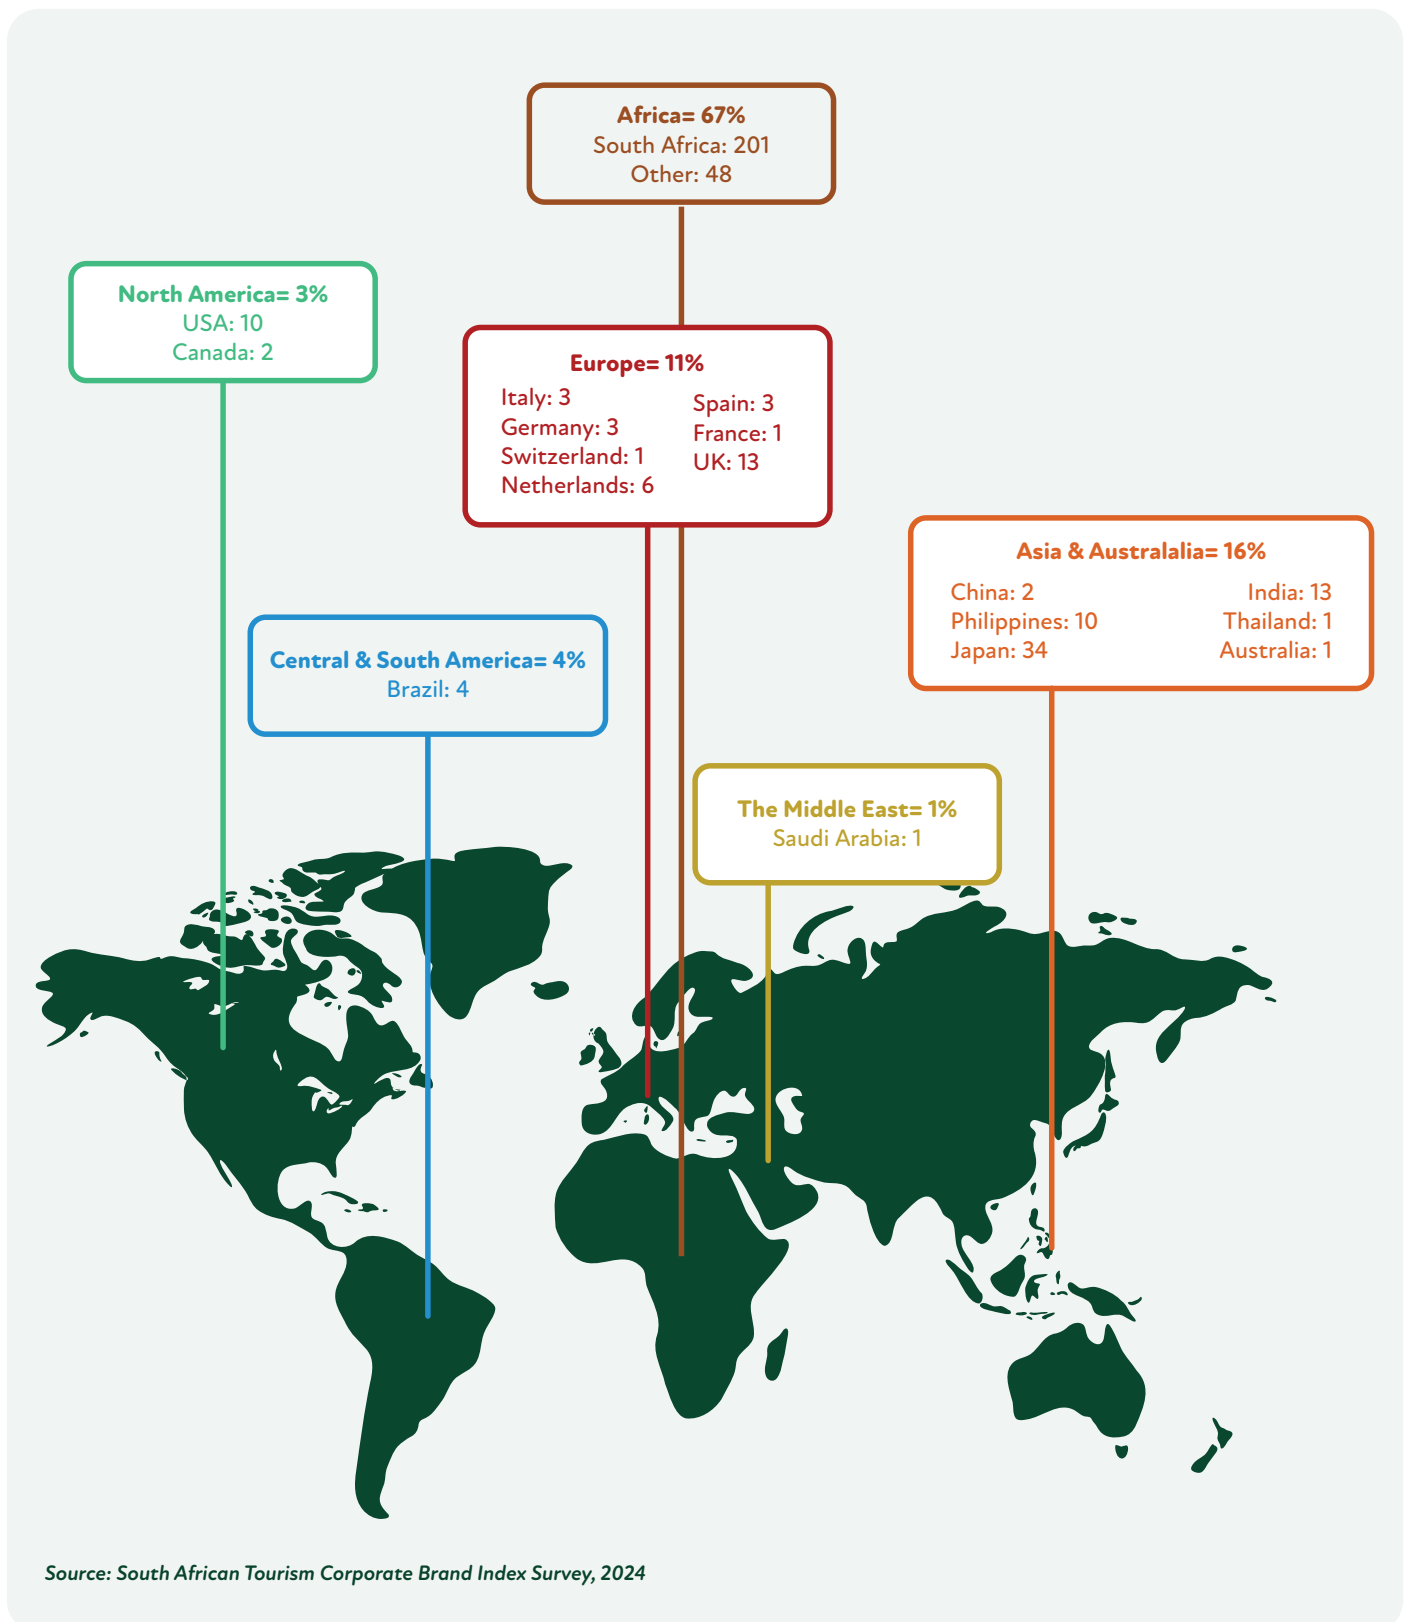 Africa= 67%
South Africa: 201
Other: 48
North America= 3%
USA: 10
Canada: 2
Europe= 11%
Italy: 3
Germany: 3
Switzerland: 1
Netherlands: 6
Spain: 3
France: 1
UK: 13
Asia & Australalia= 16%
China: 2
Philippines: 10
Japan: 34
India: 13
Thailand: 1
Australia: 1
Central & South America= 4%
Brazil: 4
The Middle East= 1%
Saudi Arabia: 1
Source: South African Tourism Corporate Brand Index Survey, 2024